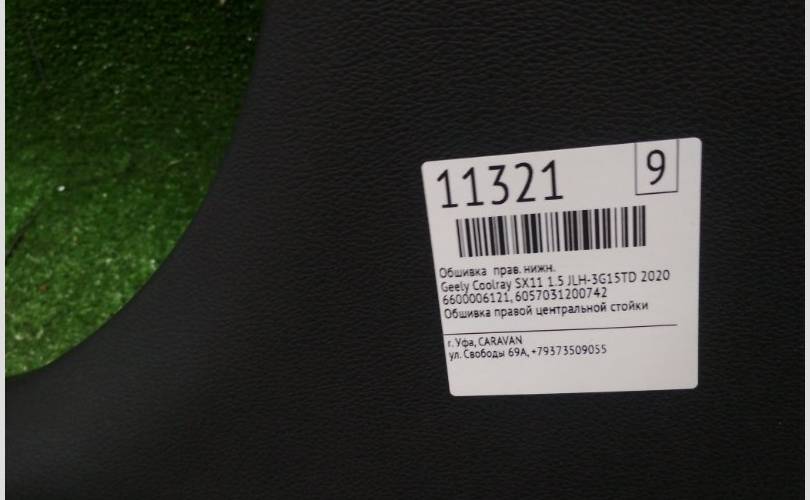 11321
9
Обшивка прав. нижн.
Geely Coolray SX11 1.5 JLH-3G15TD 2020
6600006121, 6057031200742
Обшивка правой центральной стойки
г. Уфа, CARAVAN
ул. Свободы 69А, +79373509055